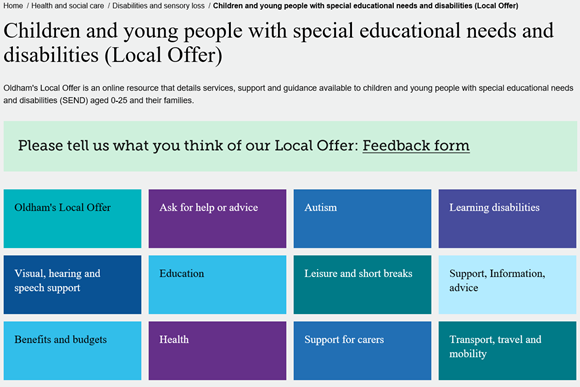 Home / Health and social care / Disabilities and sensory loss / Children and young people with special educational needs and disabilities (Local Offer)
Children and young people with special educational needs and
disabilities (Local Offer)
Oldham's Local Offer is an online resource that details services, support and guidance available to children and young people with special educational needs
and disabilities (SEND) aged 0-25 and their families.
Please tell us what you think of our Local Offer: Feedback form
Oldham's Local Offer
Ask for help or advice
Autism
Learning disabilities
Visual, hearing and
speech support
Education
Leisure and short breaks
Support, Information,
advice
Benefits and budgets
Health
Support for carers
Transport, travel and
mobility